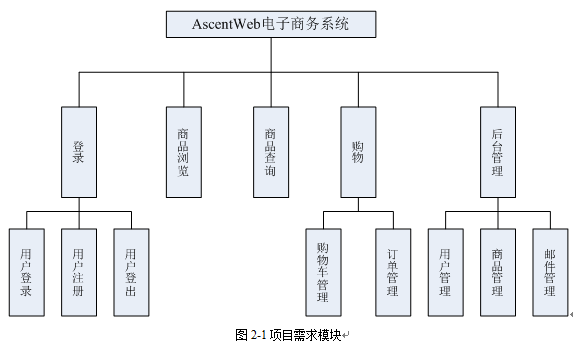 AscentWeb电子商务系统
登录
商品浏览
商品查询
购物
后台管理
用户登录
用户注册
用户登出
购物车管理
订单管理
用户管理
商品管理
邮件管理
图 2-1 项目需求模块